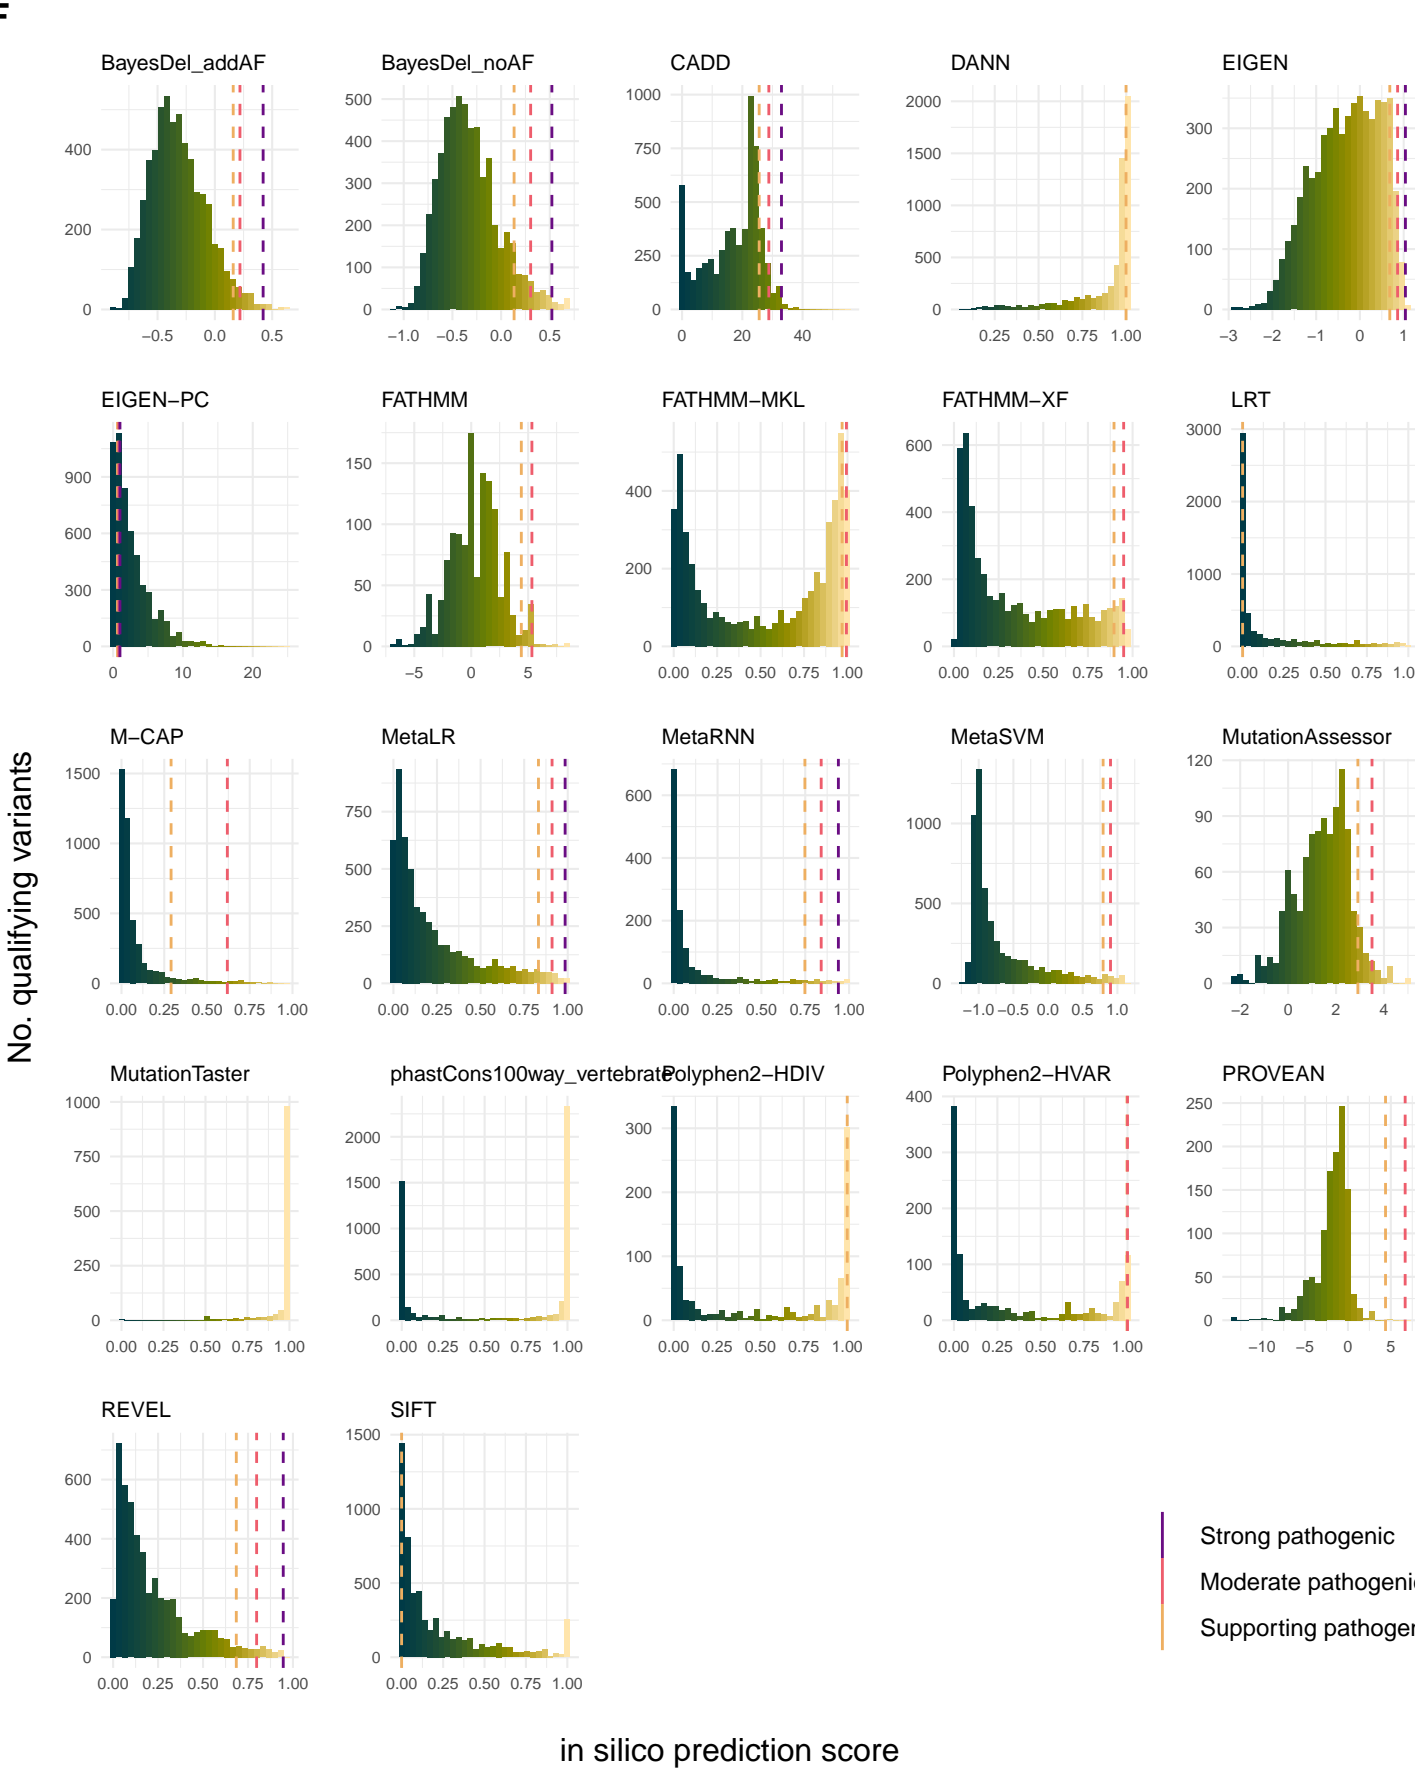 BayesDel_addAF BayesDel_noAF CADD DANN EIGEN
400 200 0 −0.5 0.0 0.5
500 400 300 200 100 0 −1.0 −0.5 0.0 0.5
1000 750 500 250 0 0 20 40
2000 1500 1000 500 0 0.25 0.50 0.75 1.00
300 200 100 0 −3 −2 −1 0 1
EIGEN−PC FATHMM FATHMM−MKL FATHMM−XF LRT
900 600 300 0 0 10 20
150 100 50 0 −5 0 5
400 200 0 0.00 0.25 0.50 0.75 1.00
600 400 200 0 0.00 0.25 0.50 0.75 1.00
3000 2000 1000 0 0.00 0.25 0.50 0.75 1.0
No. qualifying variants
M−CAP MetaLR MetaRNN MetaSVM MutationAssessor
1500 1000 500 0 0.00 0.25 0.50 0.75 1.00
750 500 250 0 0.00 0.25 0.50 0.75 1.00
600 400 200 0 0.00 0.25 0.50 0.75 1.00
1000 500 0 −1.0 −0.5 0.0 0.5 1.0
120 90 60 30 0 −2 0 2 4
MutationTaster phastCons100way_vertebrate Polyphen2−HDIV Polyphen2−HVAR PROVEAN
1000 750 500 250 0 0.00 0.25 0.50 0.75 1.00
2000 1500 1000 500 0 0.00 0.25 0.50 0.75 1.00
300 200 100 0 0.00 0.25 0.50 0.75 1.00
400 300 200 100 0 0.00 0.25 0.50 0.75 1.00
250 200 150 100 50 0 −10 −5 0 5
REVEL SIFT
600 400 200 0 0.00 0.25 0.50 0.75 1.00
1500 1000 500 0 0.00 0.25 0.50 0.75 1.00
Strong pathogenic
Moderate pathogenic
Supporting pathoge
in silico prediction score